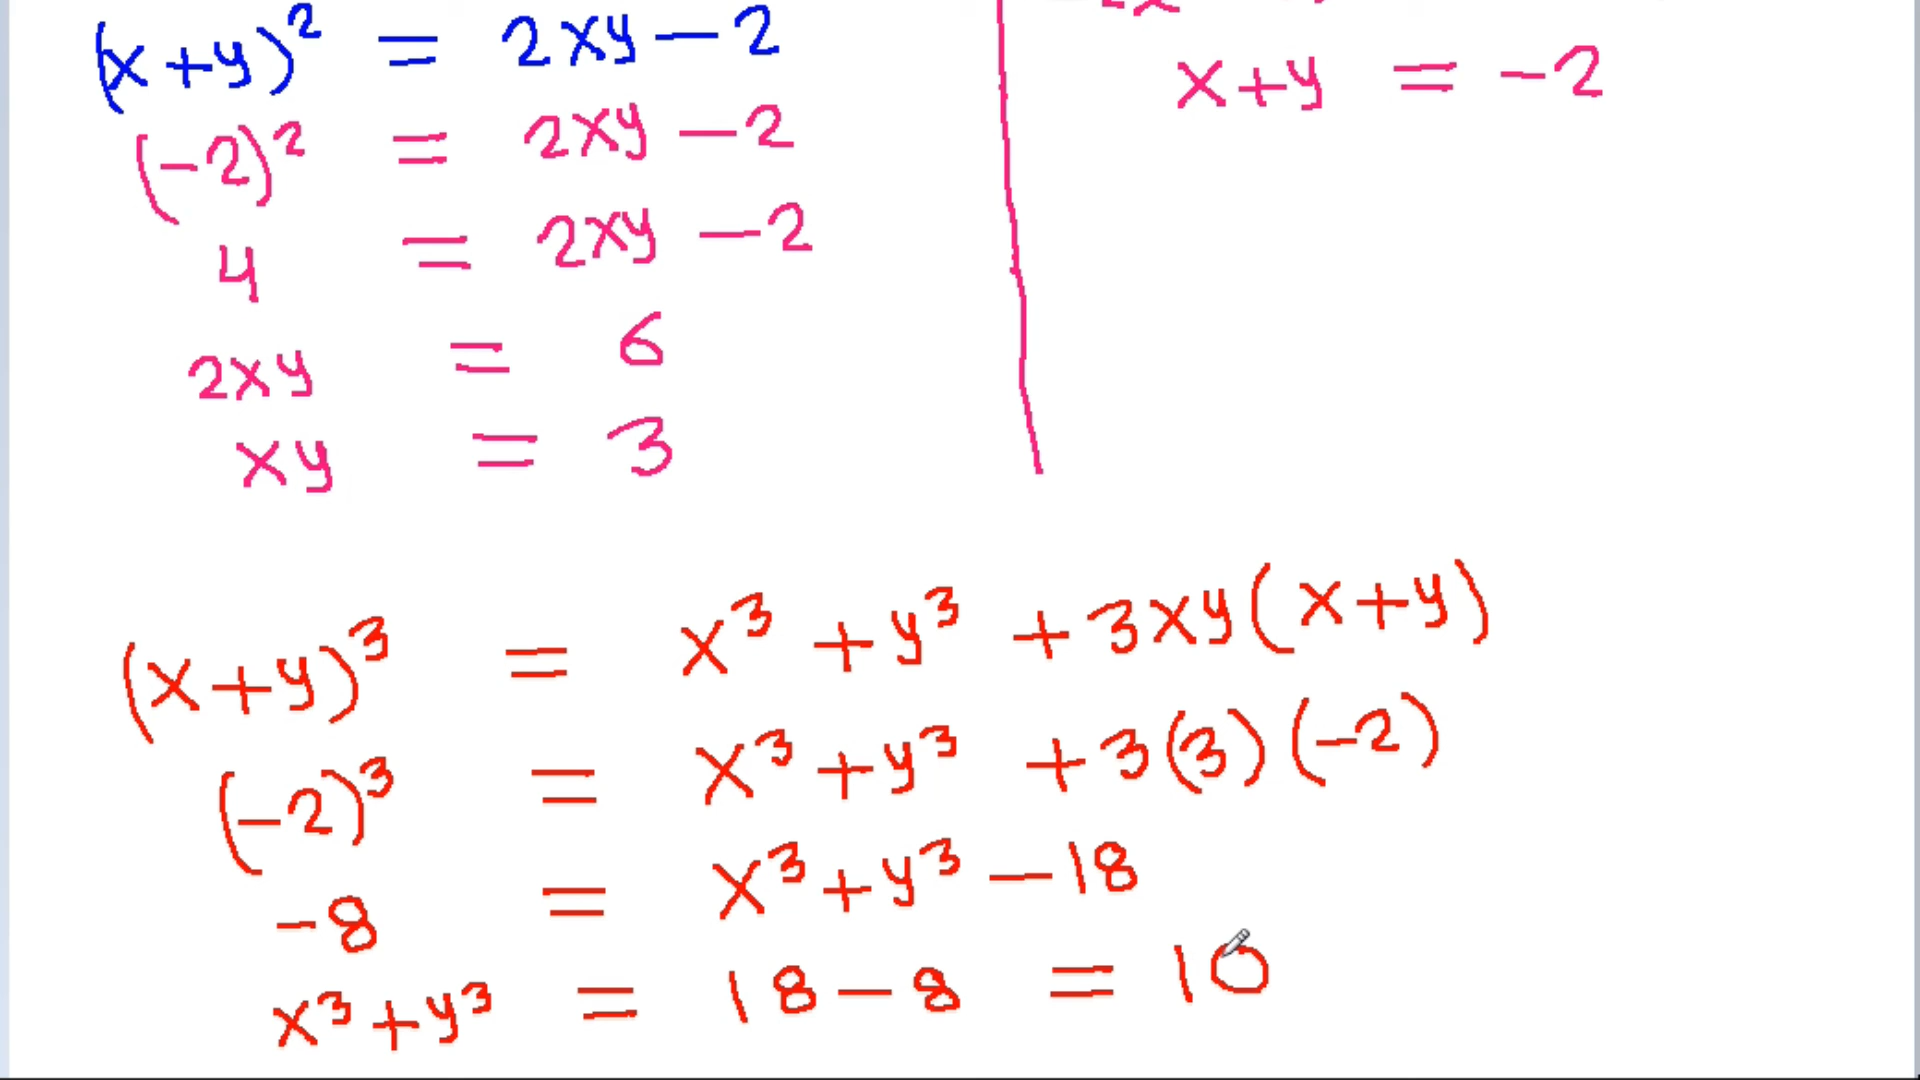 (x+y)² = 2xy-2
(-2)² = 2xy-2
4 = 2xy-2
2xy = 6
xy = 3
x+y = -2
(x+y)³ = x³+y³ +3xy(x+y)
(-2)³ = x³+y³ +3(3)(-2)
-8 = x³+y³-18
x³+y³ = 18-8 = 10